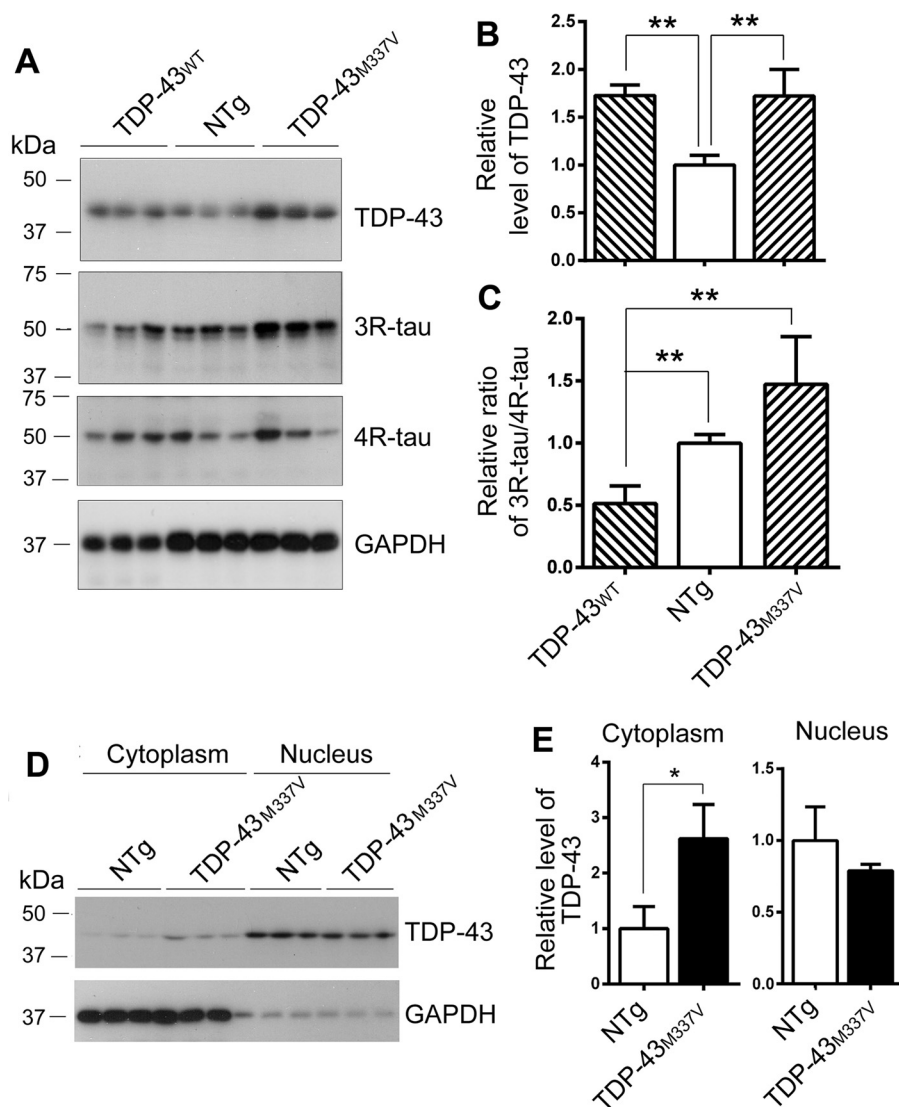 A
TDP-43WT
NTg
TDP-43M337V
kDa
50
37
TDP-43
75
50
37
3R-tau
75
50
37
4R-tau
37
GAPDH
B
Relative
level of TDP-43
2.5
2.0
1.5
1.0
0.5
0.0
**
**
C
Relative ratio
of 3R-tau/4R-tau
2.0
1.5
1.0
0.5
0.0
**
**
TDP-43WT
NTg
TDP-43M337V
D
Cytoplasm
Nucleus
NTg
TDP-43M337V
NTg
TDP-43M337V
kDa
50
37
TDP-43
37
GAPDH
E
Cytoplasm
Nucleus
Relative level of
TDP-43
4
3
2
1
0
*
NTg
TDP-43M337V
1.5
1.0
0.5
0.0
NTg
TDP-43M337V